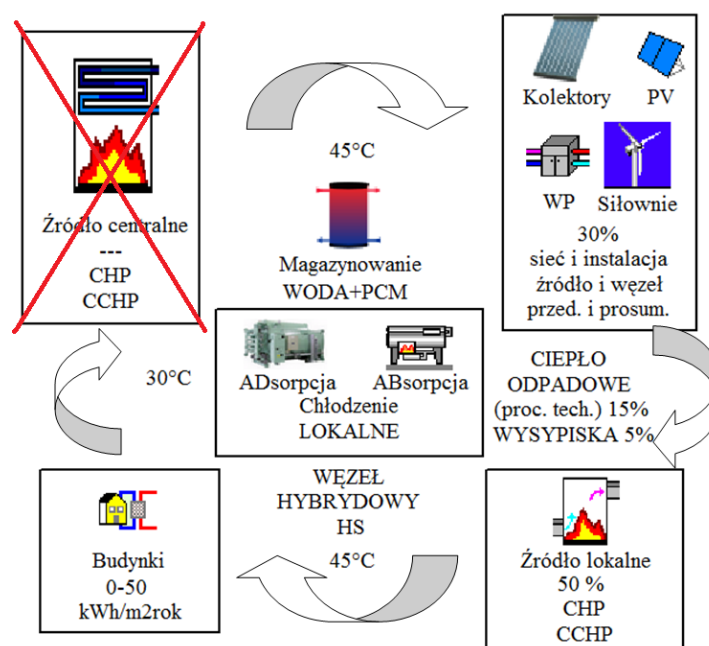 Źródło centralne
---
CHP
CCHP
45°C
Magazynowanie
WODA+PCM
Kolektory
PV
WP
Siłownie
30%
sieć i instalacja
źródło i węzeł
przed. i prosum.
30°C
ADsorpcja
ABsorpcja
Chłodzenie
LOKALNE
CIEPŁO
ODPADOWE
(proc. tech.) 15%
WYSYPISKA 5%
Budynki
0-50
kWh/m2rok
WĘZEŁ
HYBRYDOWY
HS
45°C
Źródło lokalne
50 %
CHP
CCHP